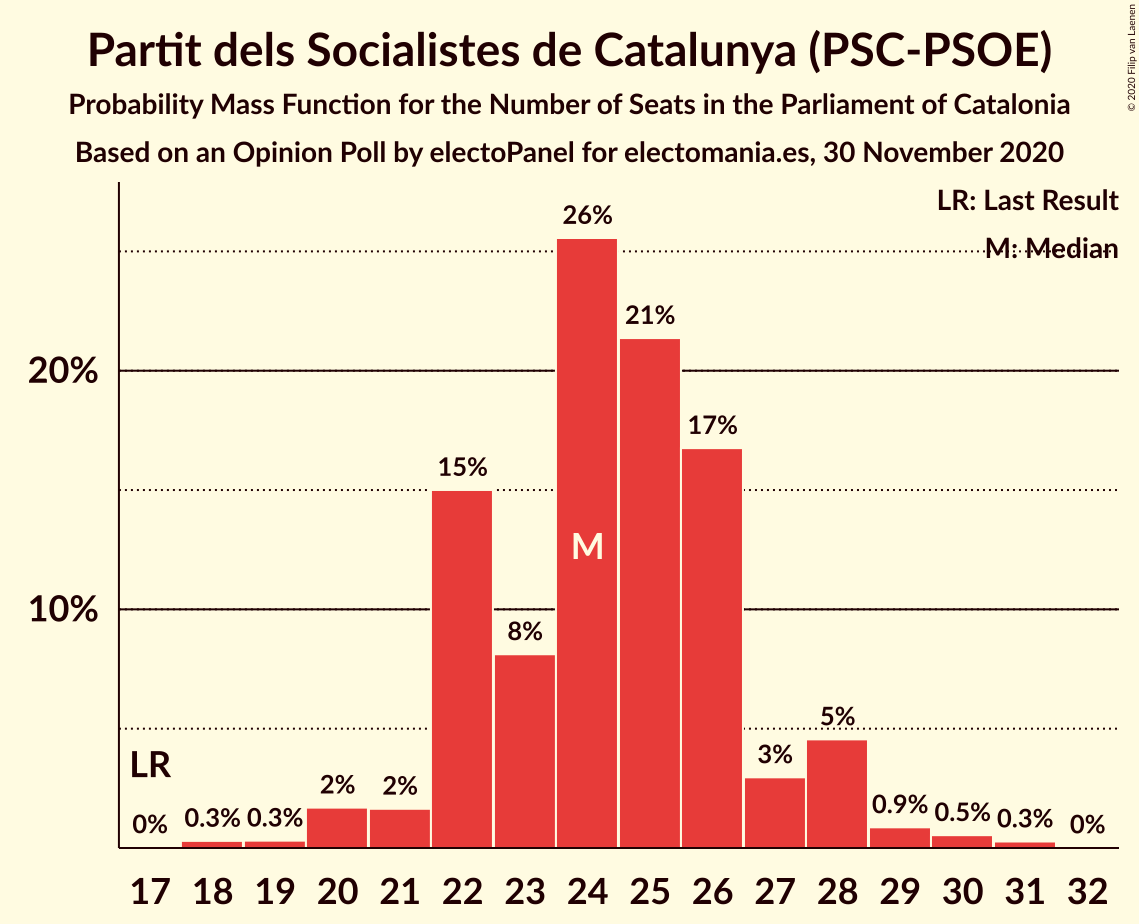 Partit dels Socialistes de Catalunya (PSC-PSOE)
Probability Mass Function for the Number of Seats in the Parliament of Catalonia
Based on an Opinion Poll by electoPanel for electomania.es, 30 November 2020
© 2020 Filip van Laenen
LR: Last Result
M: Median
26%
21%
20%
17%
15%
M
10%
8%
5%
LR
3%
2%
2%
0%
0.3%
0.3%
0.9%
0.5%
0.3%
0%
17 18 19 20 21 22 23 24 25 26 27 28 29 30 31 32